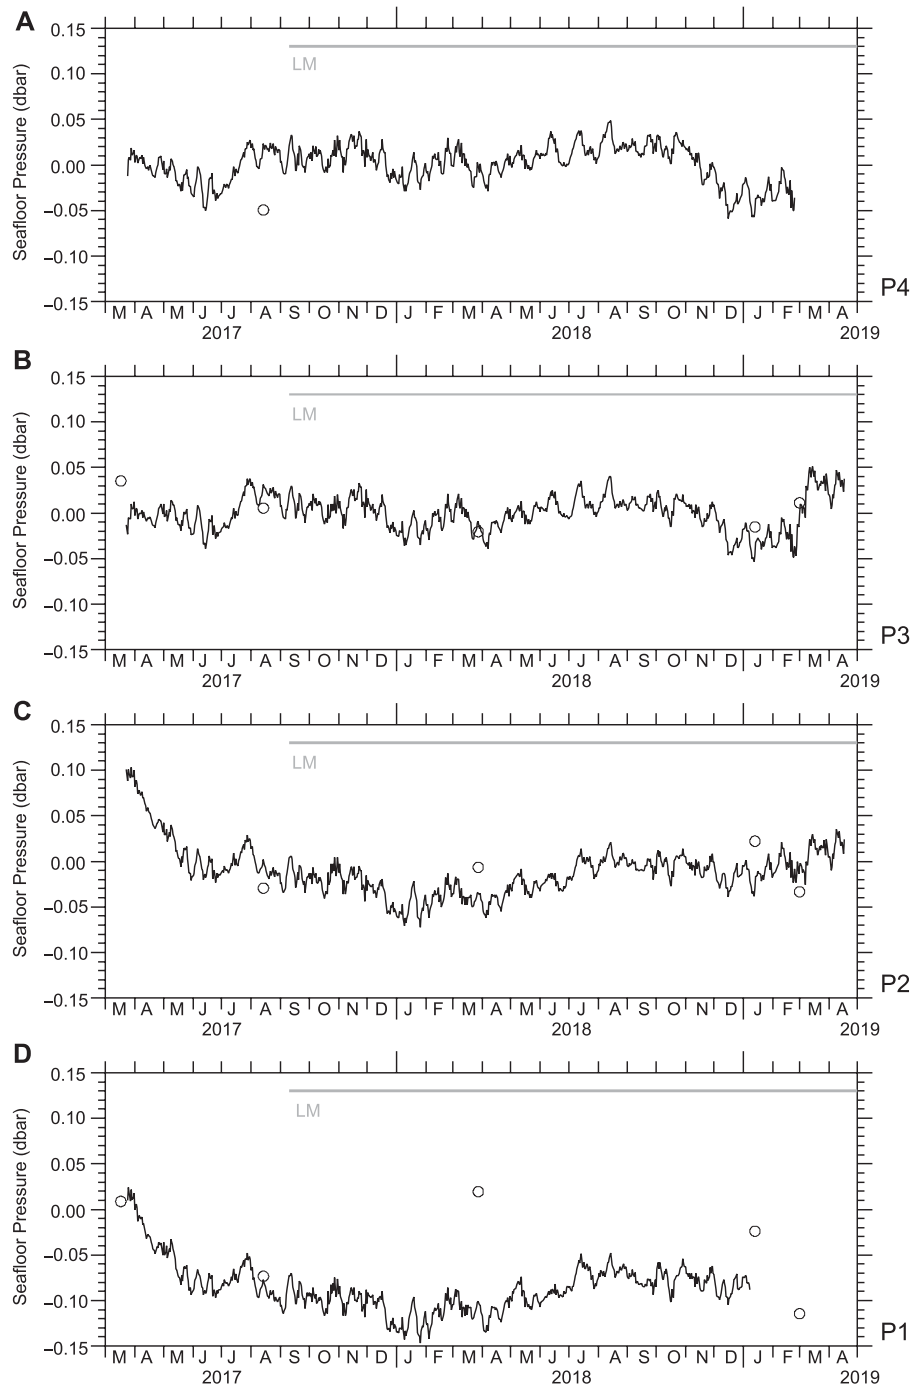 A
Seafloor Pressure (dbar)
0.15
0.10
0.05
0.00
–0.05
–0.10
–0.15
LM
P4
M A M J J A S O N D J F M A M J J A S O N D J F M A
2017 2018 2019
B
Seafloor Pressure (dbar)
0.15
0.10
0.05
0.00
–0.05
–0.10
–0.15
LM
P3
M A M J J A S O N D J F M A M J J A S O N D J F M A
2017 2018 2019
C
Seafloor Pressure (dbar)
0.15
0.10
0.05
0.00
–0.05
–0.10
–0.15
LM
P2
M A M J J A S O N D J F M A M J J A S O N D J F M A
2017 2018 2019
D
Seafloor Pressure (dbar)
0.15
0.10
0.05
0.00
–0.05
–0.10
–0.15
LM
P1
M A M J J A S O N D J F M A M J J A S O N D J F M A
2017 2018 2019